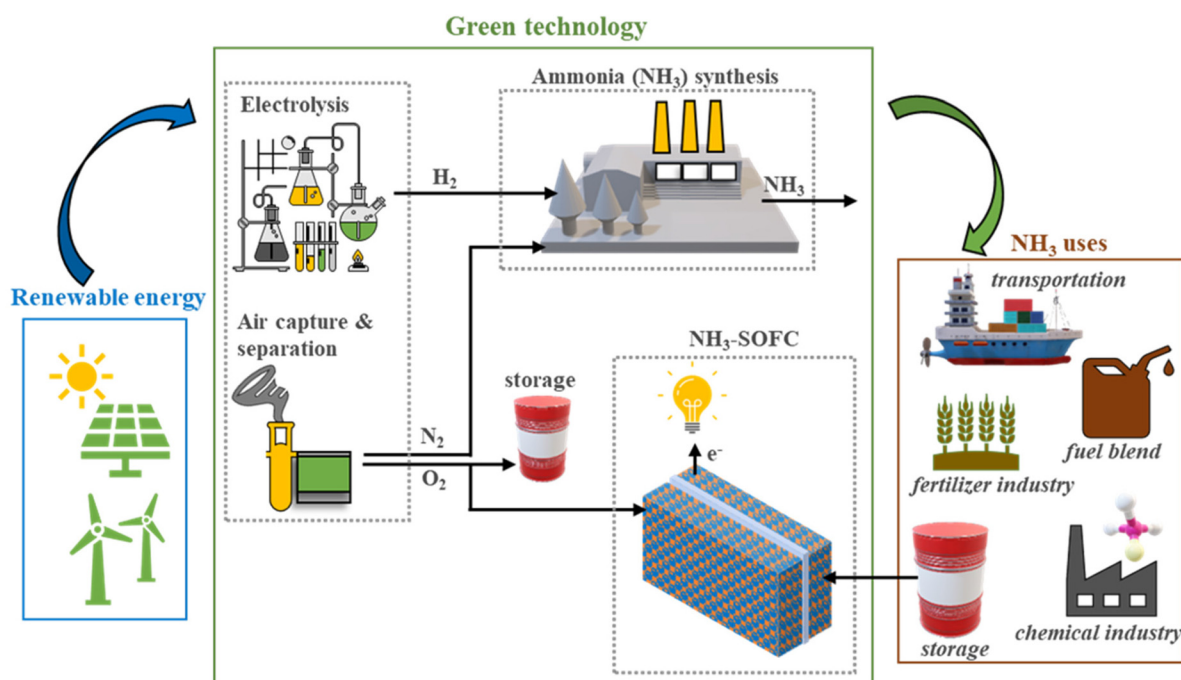 Green technology
Electrolysis
Ammonia (NH₃) synthesis
H₂
NH₃
Renewable energy
NH₃ uses
transportation
Air capture &
separation
storage
NH₃-SOFC
N₂
O₂
e⁻
fuel blend
fertilizer industry
chemical industry
storage